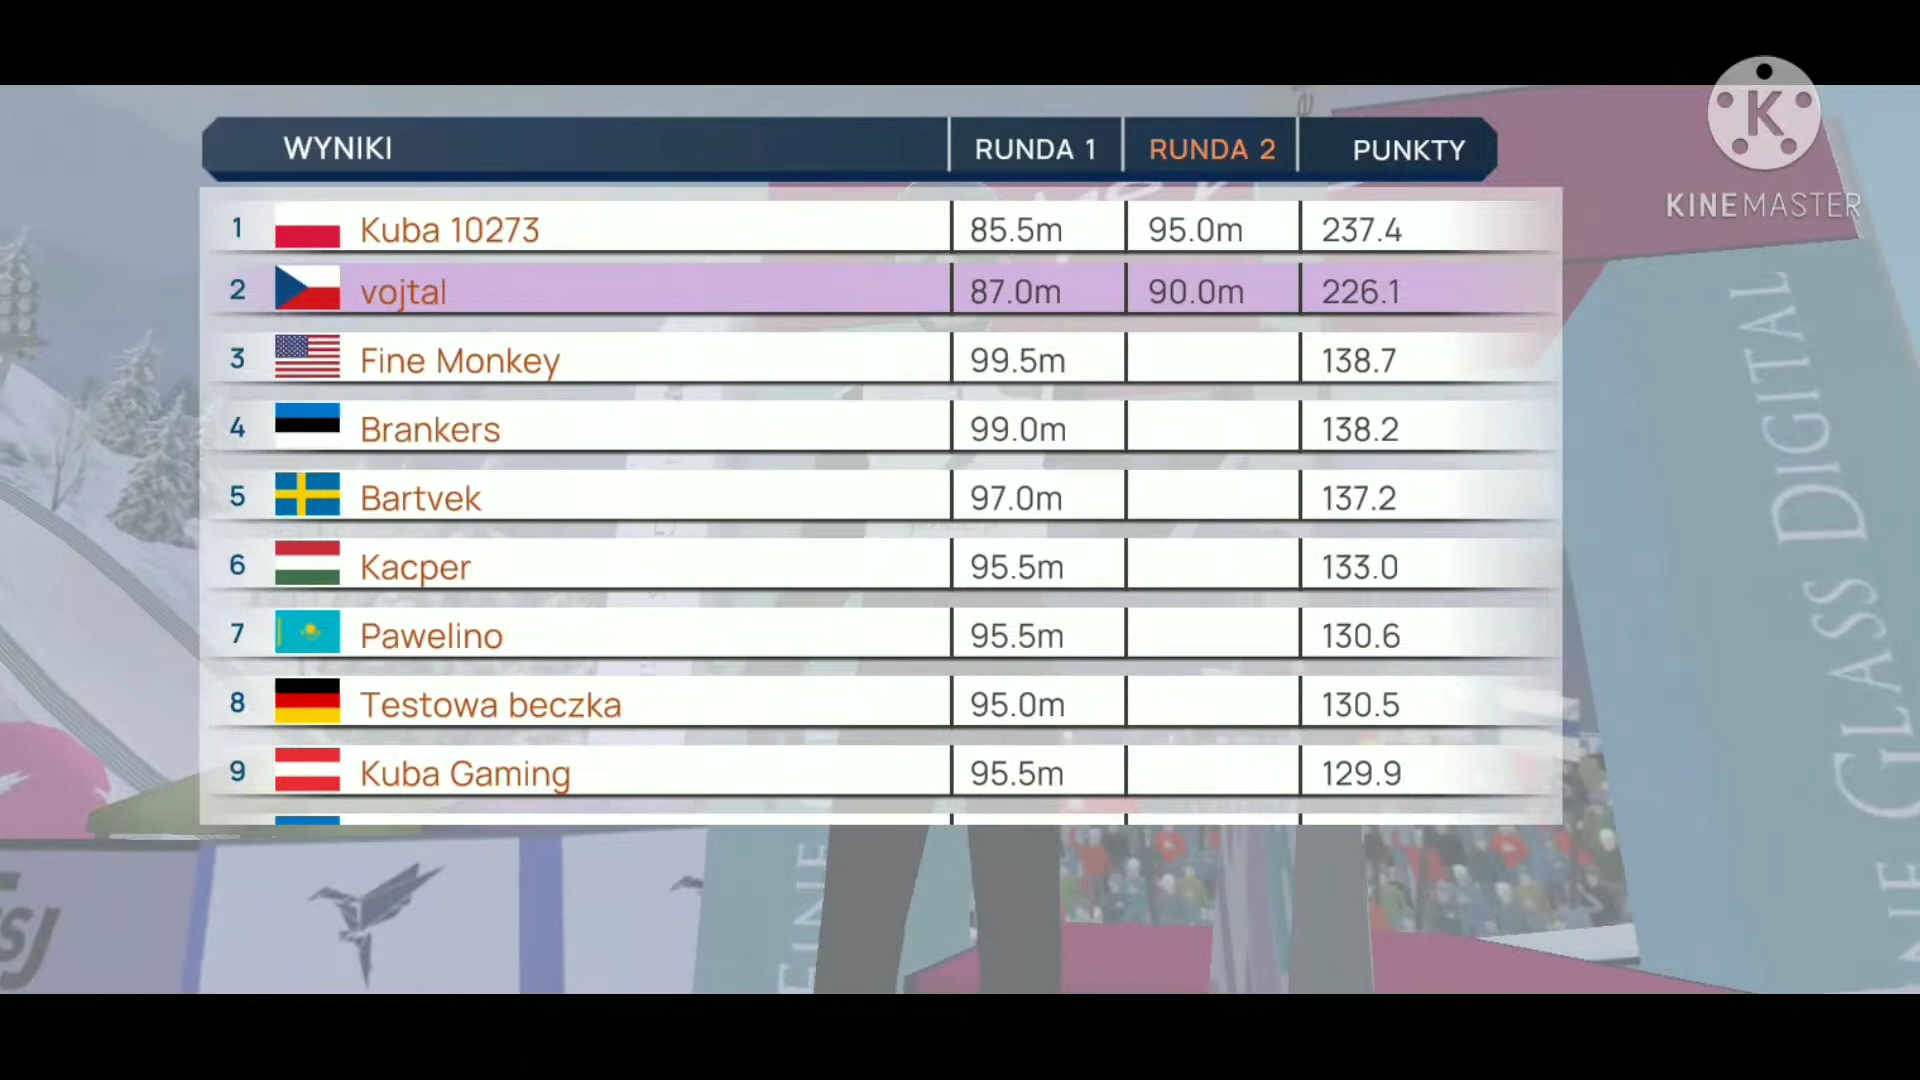 WYNIKI RUNDA 1 RUNDA 2 PUNKTY
1 Kuba 10273 85.5m 95.0m 237.4
2 vojtal 87.0m 90.0m 226.1
3 Fine Monkey 99.5m 138.7
4 Brankers 99.0m 138.2
5 Bartvek 97.0m 137.2
6 Kacper 95.5m 133.0
7 Pawelino 95.5m 130.6
8 Testowa beczka 95.0m 130.5
9 Kuba Gaming 95.5m 129.9
K
KINEMASTER
GLASS DIGITAL